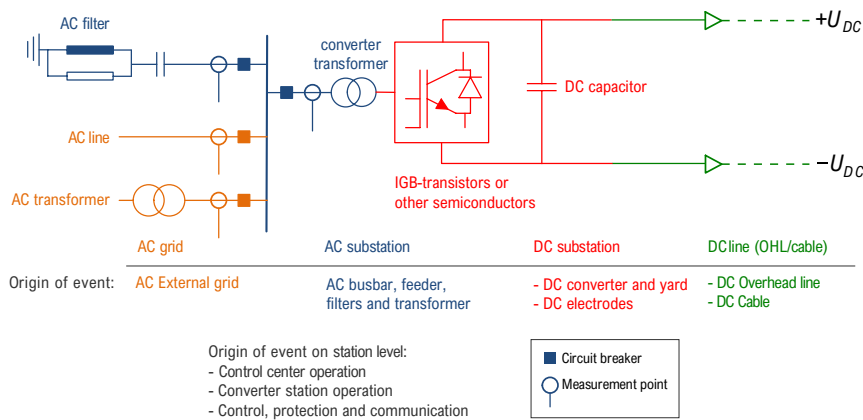 AC filter
converter
transformer
+U_DC
DC capacitor
AC line
IGB-transistors or
other semiconductors
−U_DC
AC transformer
AC grid
AC substation
DC substation
DC line (OHL/cable)
Origin of event:
AC External grid
AC busbar, feeder,
filters and transformer
- DC converter and yard
- DC electrodes
- DC Overhead line
- DC Cable
Origin of event on station level:
- Control center operation
- Converter station operation
- Control, protection and communication
Circuit breaker
Measurement point